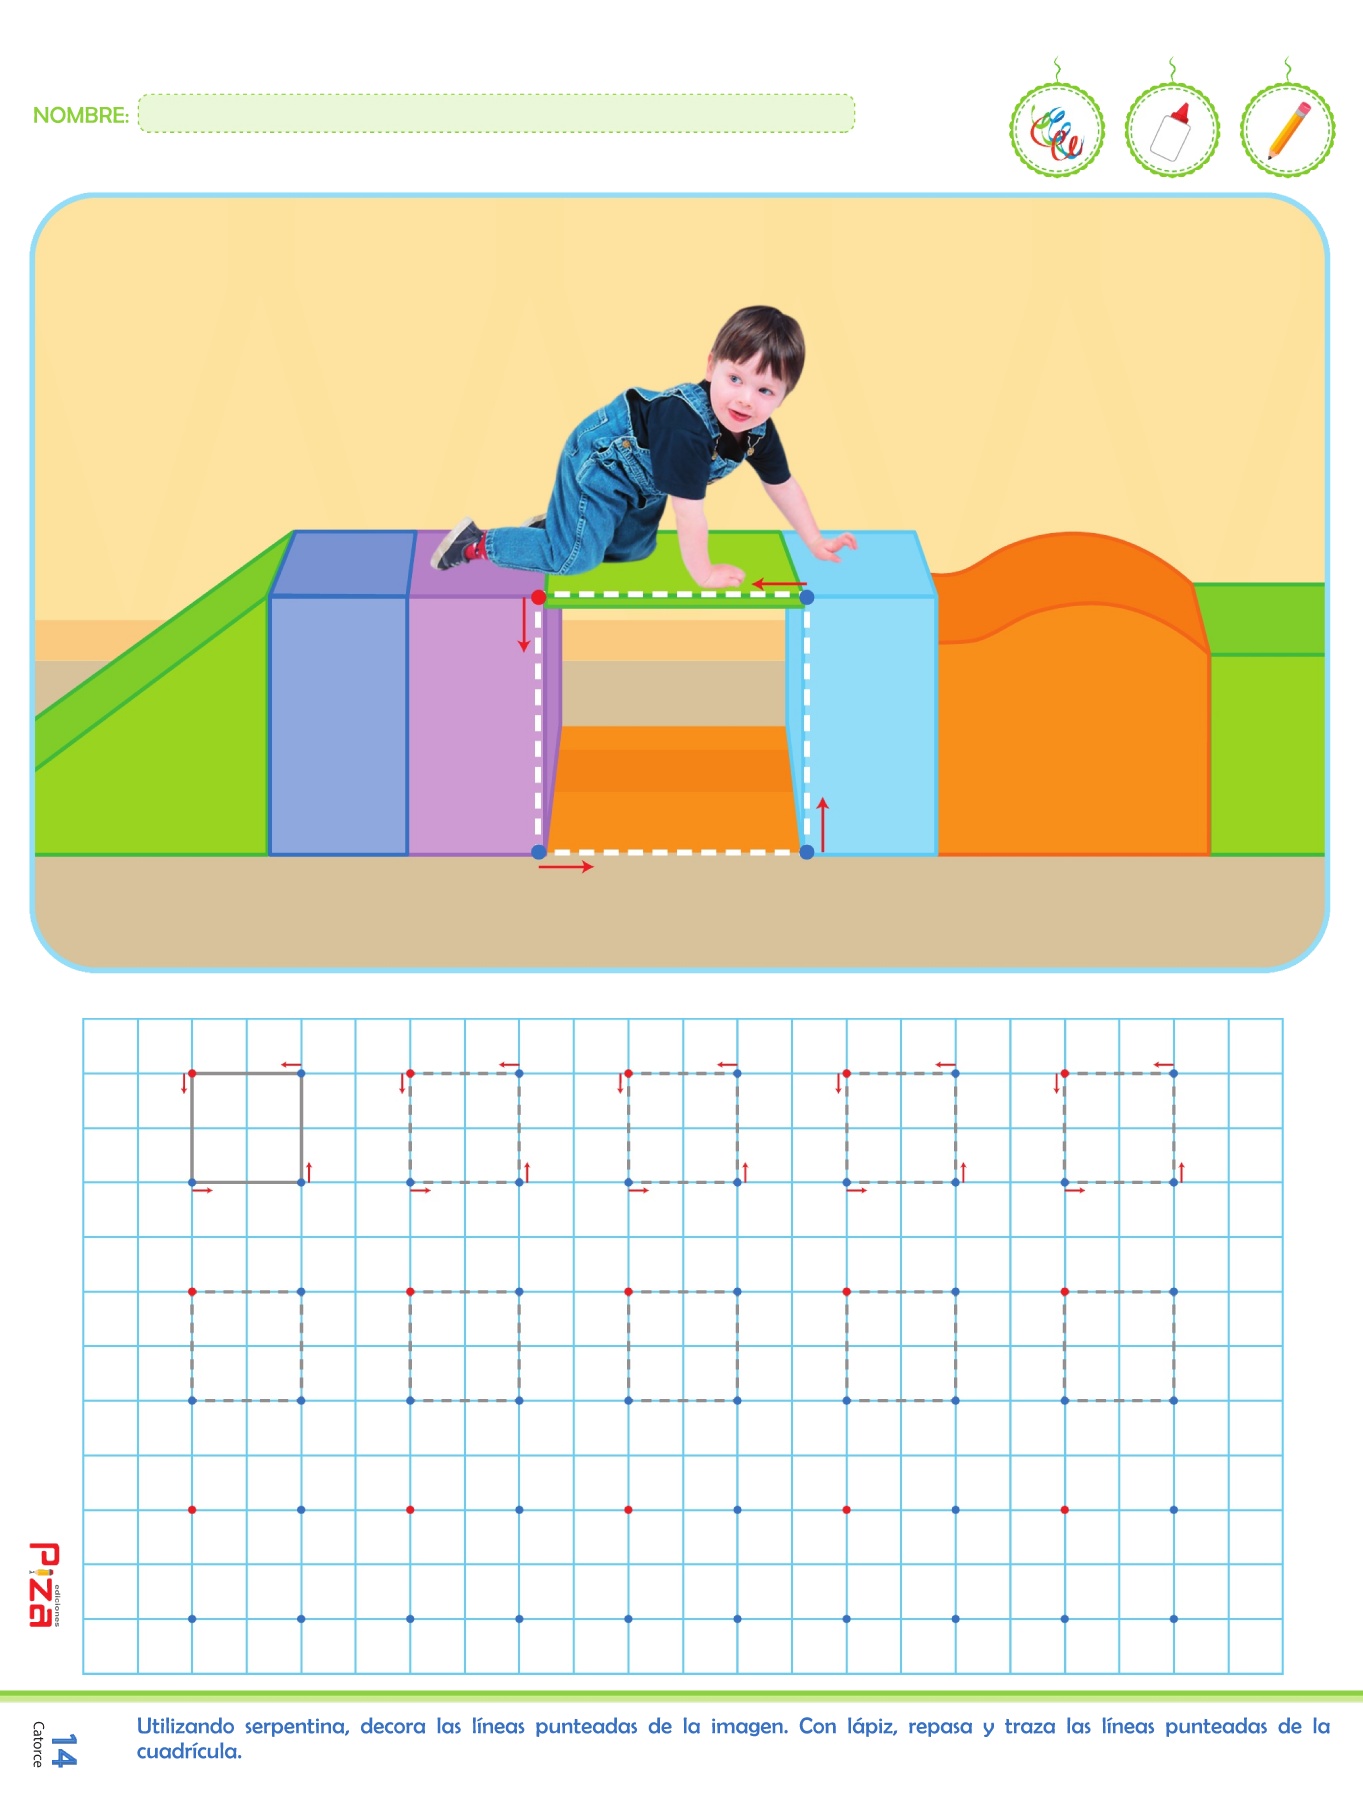 NOMBRE:
Piza
ediciones
14
Catorce
Utilizando serpentina, decora las líneas punteadas de la imagen. Con lápiz, repasa y traza las líneas punteadas de la
cuadrícula.